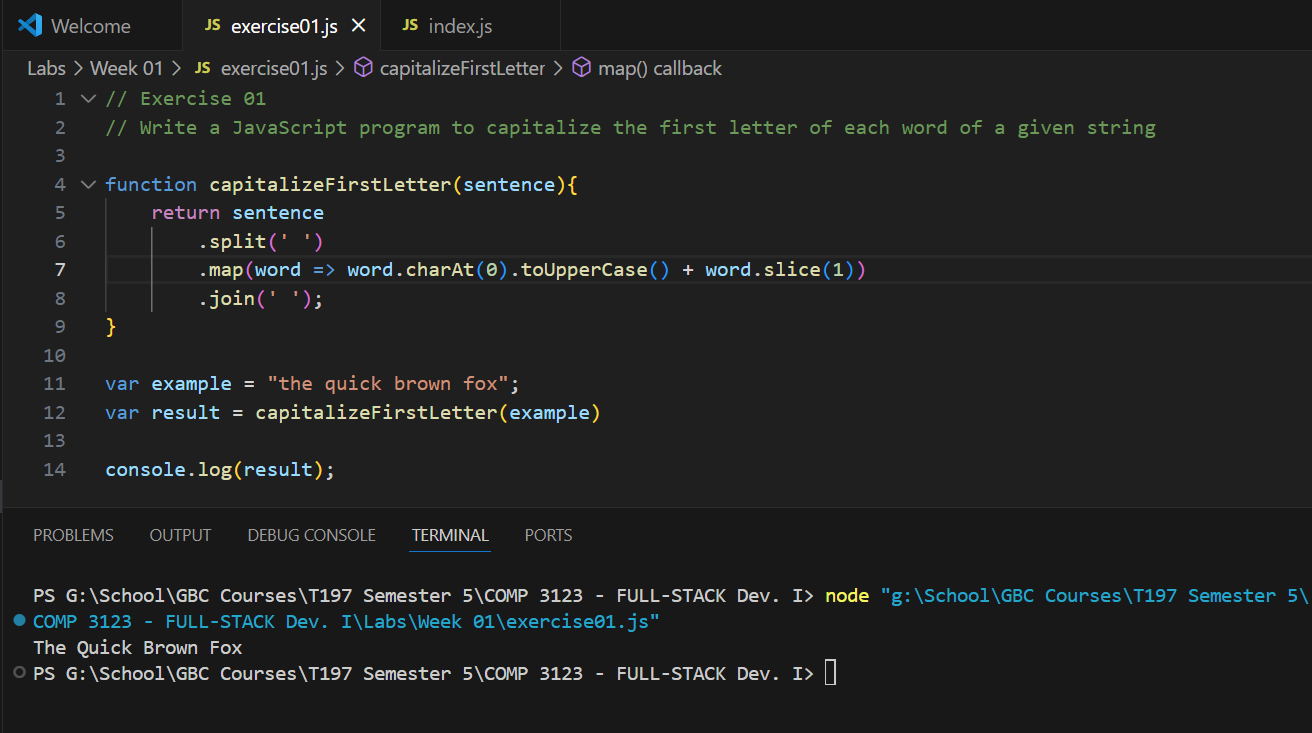 Welcome JS exercise01.js JS index.js
Labs > Week 01 > JS exercise01.js > capitalizeFirstLetter > map() callback
1 // Exercise 01
2 // Write a JavaScript program to capitalize the first letter of each word of a given string
3
4 function capitalizeFirstLetter(sentence){
5     return sentence
6         .split(' ')
7         .map(word => word.charAt(0).toUpperCase() + word.slice(1))
8         .join(' ');
9 }
10
11 var example = "the quick brown fox";
12 var result = capitalizeFirstLetter(example)
13
14 console.log(result);
PROBLEMS OUTPUT DEBUG CONSOLE TERMINAL PORTS
PS G:\School\GBC Courses\T197 Semester 5\COMP 3123 - FULL-STACK Dev. I> node "g:\School\GBC Courses\T197 Semester 5\
COMP 3123 - FULL-STACK Dev. I\Labs\Week 01\exercise01.js"
The Quick Brown Fox
PS G:\School\GBC Courses\T197 Semester 5\COMP 3123 - FULL-STACK Dev. I>